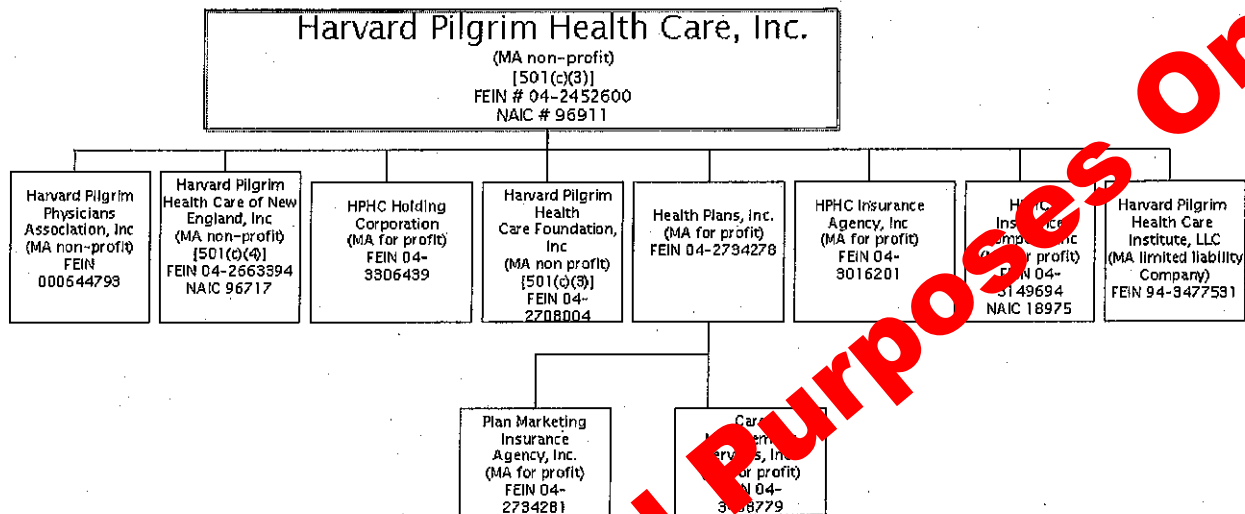 Harvard Pilgrim Health Care, Inc.
(MA non-profit)
[501(c)(3)]
FEIN # 04-2452600
NAIC # 96911
Harvard Pilgrim
Physicians
Association, Inc
(MA non-profit)
FEIN
000644793
Harvard Pilgrim
Health Care of New
England, Inc
(MA non-profit)
[501(c)(4)]
FEIN 04-2663394
NAIC 96717
HPHC Holding
Corporation
(MA for profit)
FEIN 04-
3306439
Harvard Pilgrim
Health
Care Foundation,
Inc
(MA non profit)
[501(c)(3)]
FEIN 04-
2708004
Health Plans, Inc.
(MA for profit)
FEIN 04-2734278
HPHC Insurance
Agency, Inc
(MA for profit)
FEIN 04-
3016201
profit)
04-
3149694
NAIC 18975
Harvard Pilgrim
Health Care
Institute, LLC
(MA limited liability
Company)
FEIN 94-3477531
Plan Marketing
Insurance
Agency, Inc.
(MA for profit)
FEIN 04-
2734281
profit)
04-
Purposes